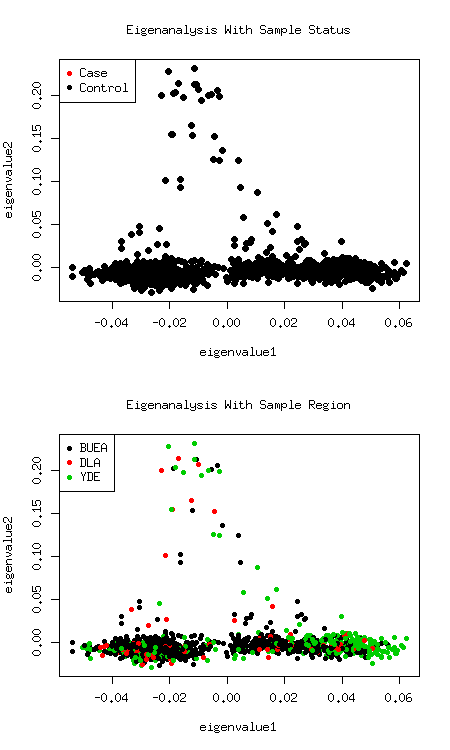 Eigenanalysis With Sample Status
Case
Control
0.20
0.15
0.10
0.05
0.00
eigenvalue2
-0.04 -0.02 0.00 0.02 0.04 0.06
eigenvalue1
Eigenanalysis With Sample Region
BUEA
DLA
YDE
0.20
0.15
0.10
0.05
0.00
eigenvalue2
-0.04 -0.02 0.00 0.02 0.04 0.06
eigenvalue1